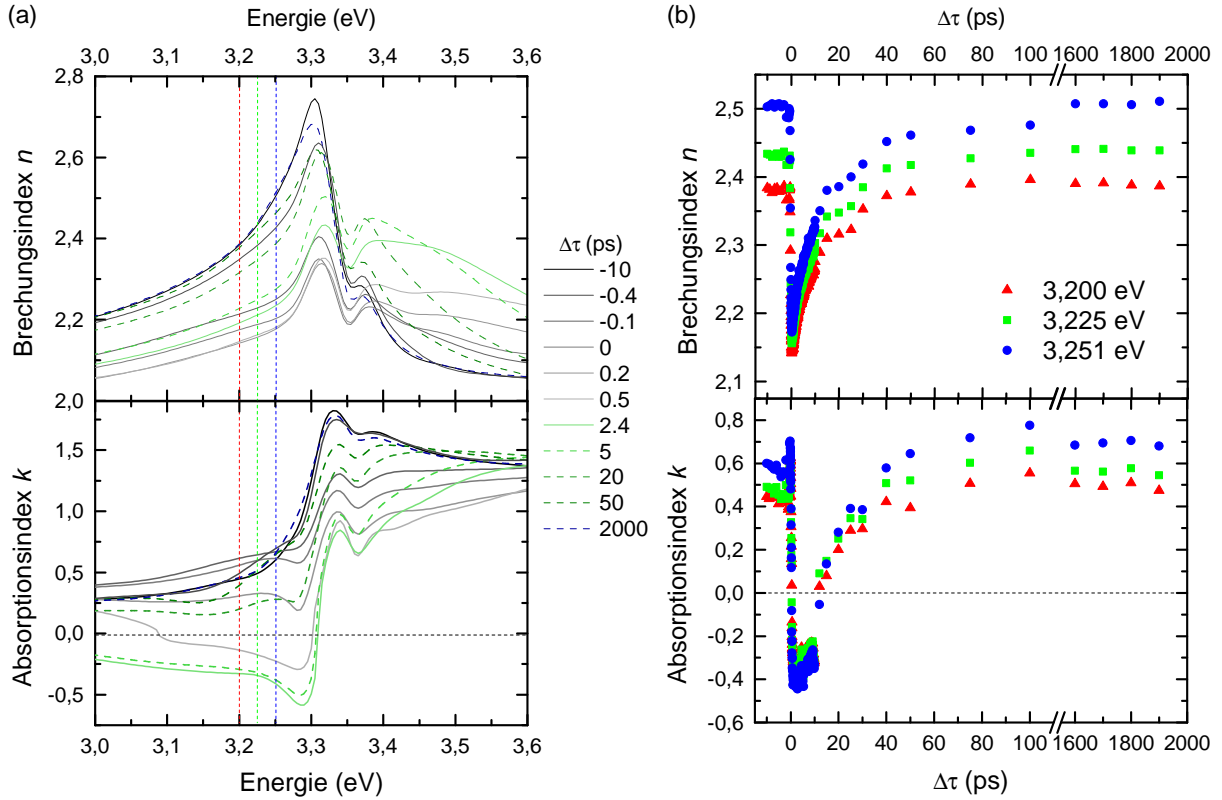 (a)
Energie (eV)
3,0 3,1 3,2 3,3 3,4 3,5 3,6
2,8
2,6
2,4
2,2
2,0
Brechungsindex n
1,5
1,0
0,5
0,0
-0,5
Absorptionsindex k
3,0 3,1 3,2 3,3 3,4 3,5 3,6
Energie (eV)
Δτ (ps)
-10
-0.4
-0.1
0
0.2
0.5
2.4
5
20
50
2000
(b)
Δτ (ps)
0 20 40 60 80 100 1600 1800 2000
2,5
2,4
2,3
2,2
2,1
Brechungsindex n
3,200 eV
3,225 eV
3,251 eV
0,8
0,6
0,4
0,2
0,0
-0,2
-0,4
-0,6
Absorptionsindex k
0 20 40 60 80 100 1600 1800 2000
Δτ (ps)